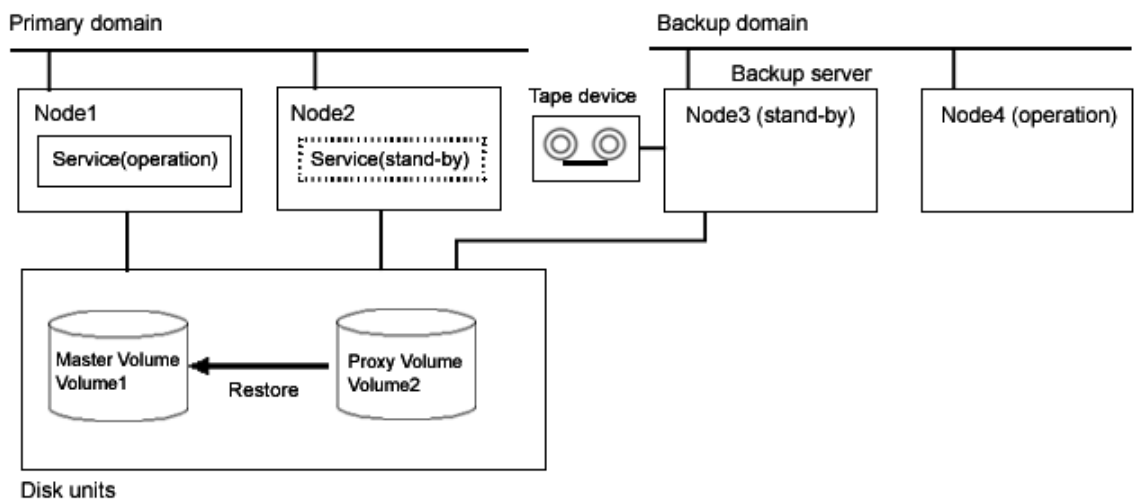 Primary domain
Backup domain
Backup server
Tape device
Node1
Node2
Node3 (stand-by)
Node4 (operation)
Service(operation)
Service(stand-by)
Master Volume
Volume1
Restore
Proxy Volume
Volume2
Disk units